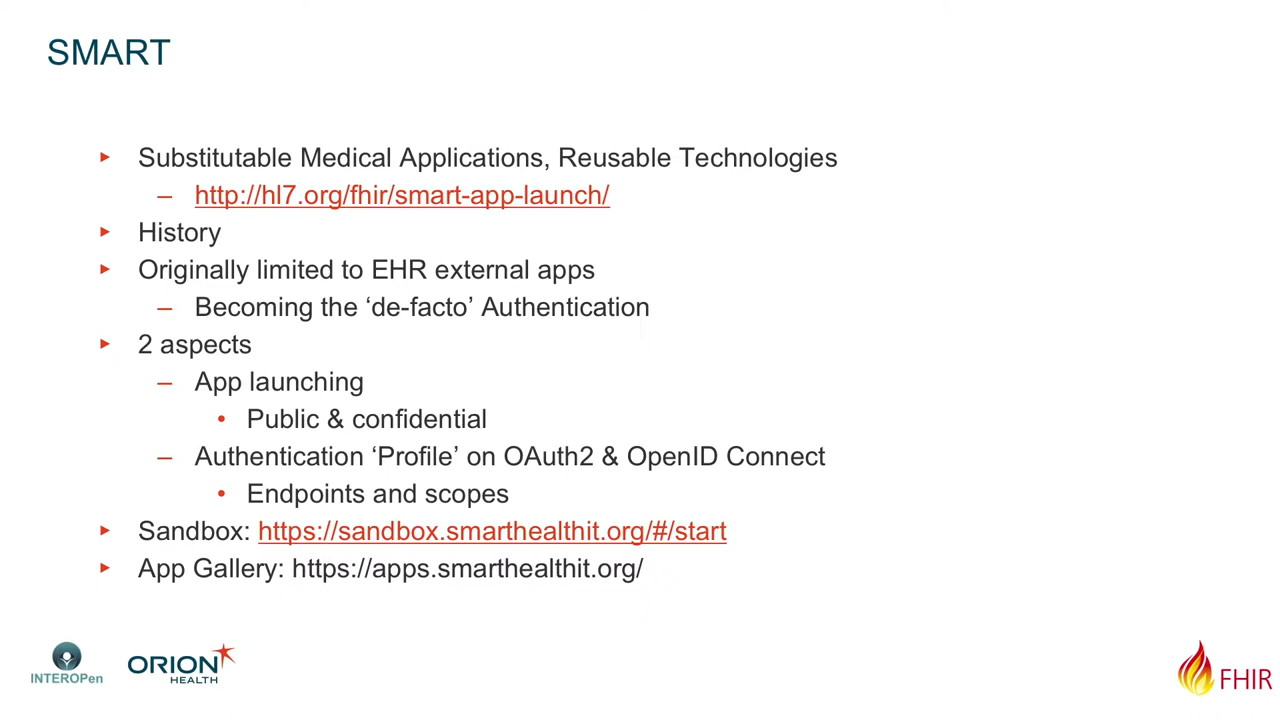 SMART
▸ Substitutable Medical Applications, Reusable Technologies
– http://hl7.org/fhir/smart-app-launch/
▸ History
▸ Originally limited to EHR external apps
– Becoming the ‘de-facto’ Authentication
▸ 2 aspects
– App launching
• Public & confidential
– Authentication ‘Profile’ on OAuth2 & OpenID Connect
• Endpoints and scopes
▸ Sandbox: https://sandbox.smarthealthit.org/#/start
▸ App Gallery: https://apps.smarthealthit.org/
INTEROPen
ORION
HEALTH
FHIR